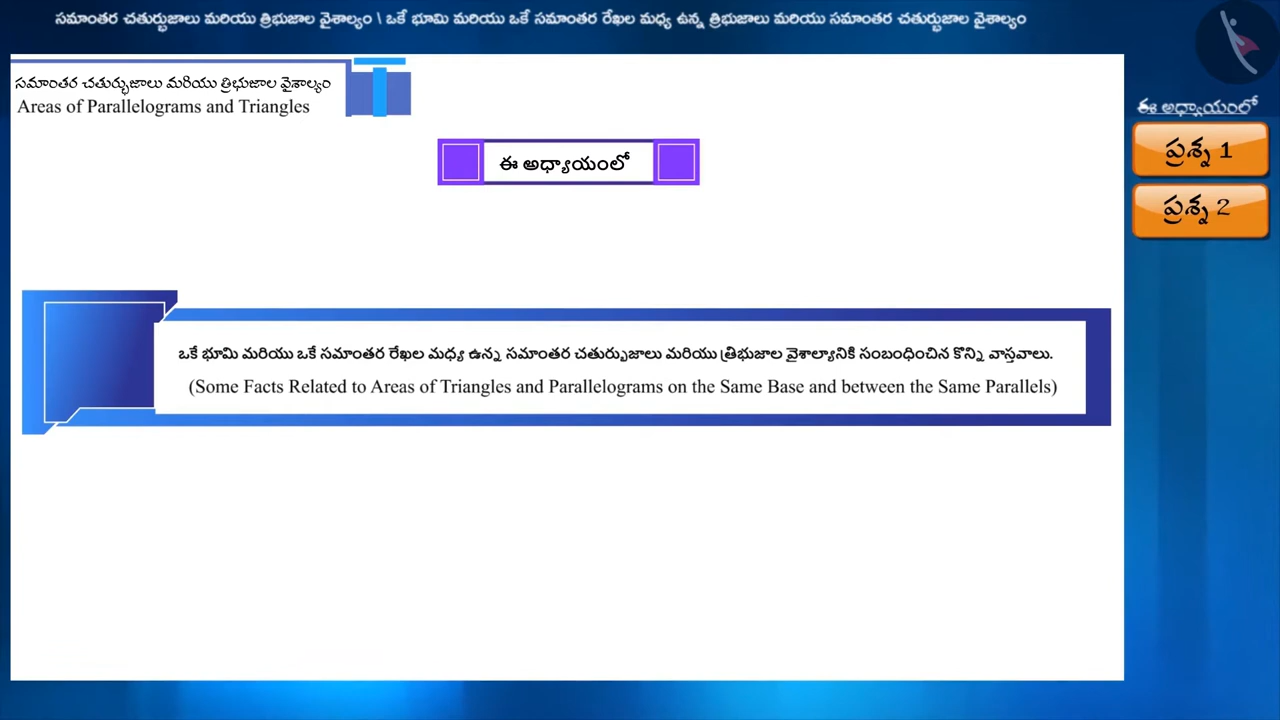 సమాంతర చతుర్భుజాలు మరియు త్రిభుజాల వైశాల్యం \ ఒకే భూమి మరియు ఒకే సమాంతర రేఖల మధ్య ఉన్న త్రిభుజాలు మరియు సమాంతర చతుర్భుజాల వైశాల్యం
సమాంతర చతుర్భుజాలు మరియు త్రిభుజాల వైశాల్యం
Areas of Parallelograms and Triangles
ఈ అధ్యాయంలో
ఒకే భూమి మరియు ఒకే సమాంతర రేఖల మధ్య ఉన్న సమాంతర చతుర్భుజాలు మరియు త్రిభుజాల వైశాల్యానికి సంబంధించిన కొన్ని వాస్తవాలు.
(Some Facts Related to Areas of Triangles and Parallelograms on the Same Base and between the Same Parallels)
ఈ అధ్యాయంలో
ప్రశ్న 1
ప్రశ్న 2